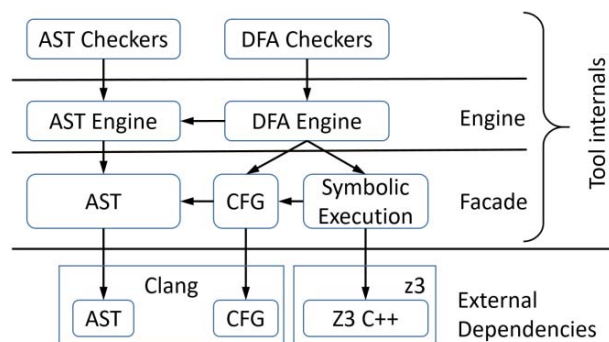 AST Checkers
DFA Checkers
AST Engine
DFA Engine
Engine
AST
CFG
Symbolic
Execution
Facade
Tool internals
Clang
z3
AST
CFG
Z3 C++
External
Dependencies